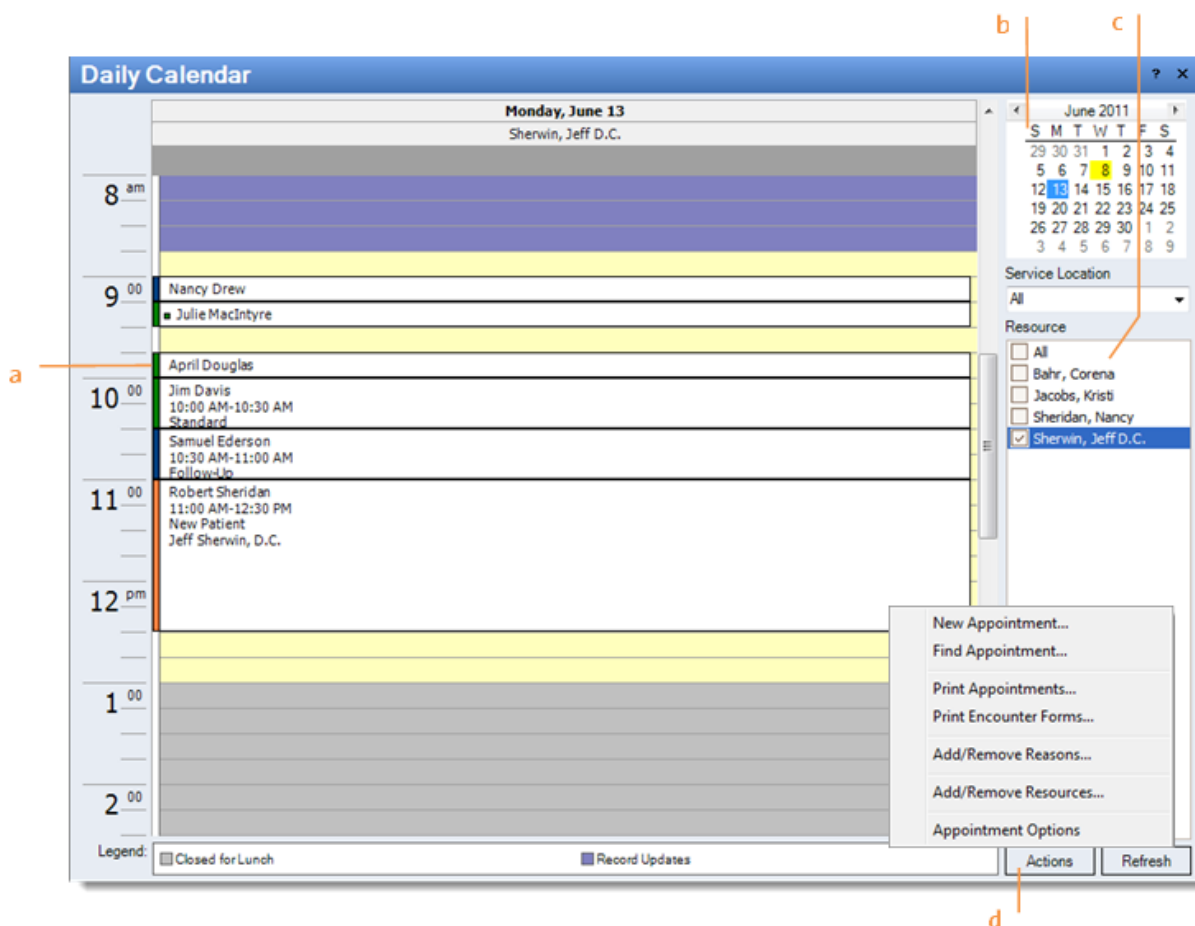 b
c
Daily Calendar
? ×
Monday, June 13
Sherwin, Jeff D.C.
8 am
9 00
10 00
11 00
12 pm
1 00
2 00
Nancy Drew
Julie MacIntyre
a
April Douglas
Jim Davis
10:00 AM-10:30 AM
Standard
Samuel Ederson
10:30 AM-11:00 AM
Follow-Up
Robert Sheridan
11:00 AM-12:30 PM
New Patient
Jeff Sherwin, D.C.
June 2011
S M T W T F S
29 30 31 1 2 3 4
5 6 7 8 9 10 11
12 13 14 15 16 17 18
19 20 21 22 23 24 25
26 27 28 29 30 1 2
3 4 5 6 7 8 9
Service Location
All
Resource
All
Bahr, Corena
Jacobs, Kristi
Sheridan, Nancy
Sherwin, Jeff D.C.
New Appointment...
Find Appointment...
Print Appointments...
Print Encounter Forms...
Add/Remove Reasons...
Add/Remove Resources...
Appointment Options
Legend:
Closed for Lunch
Record Updates
Actions
Refresh
d